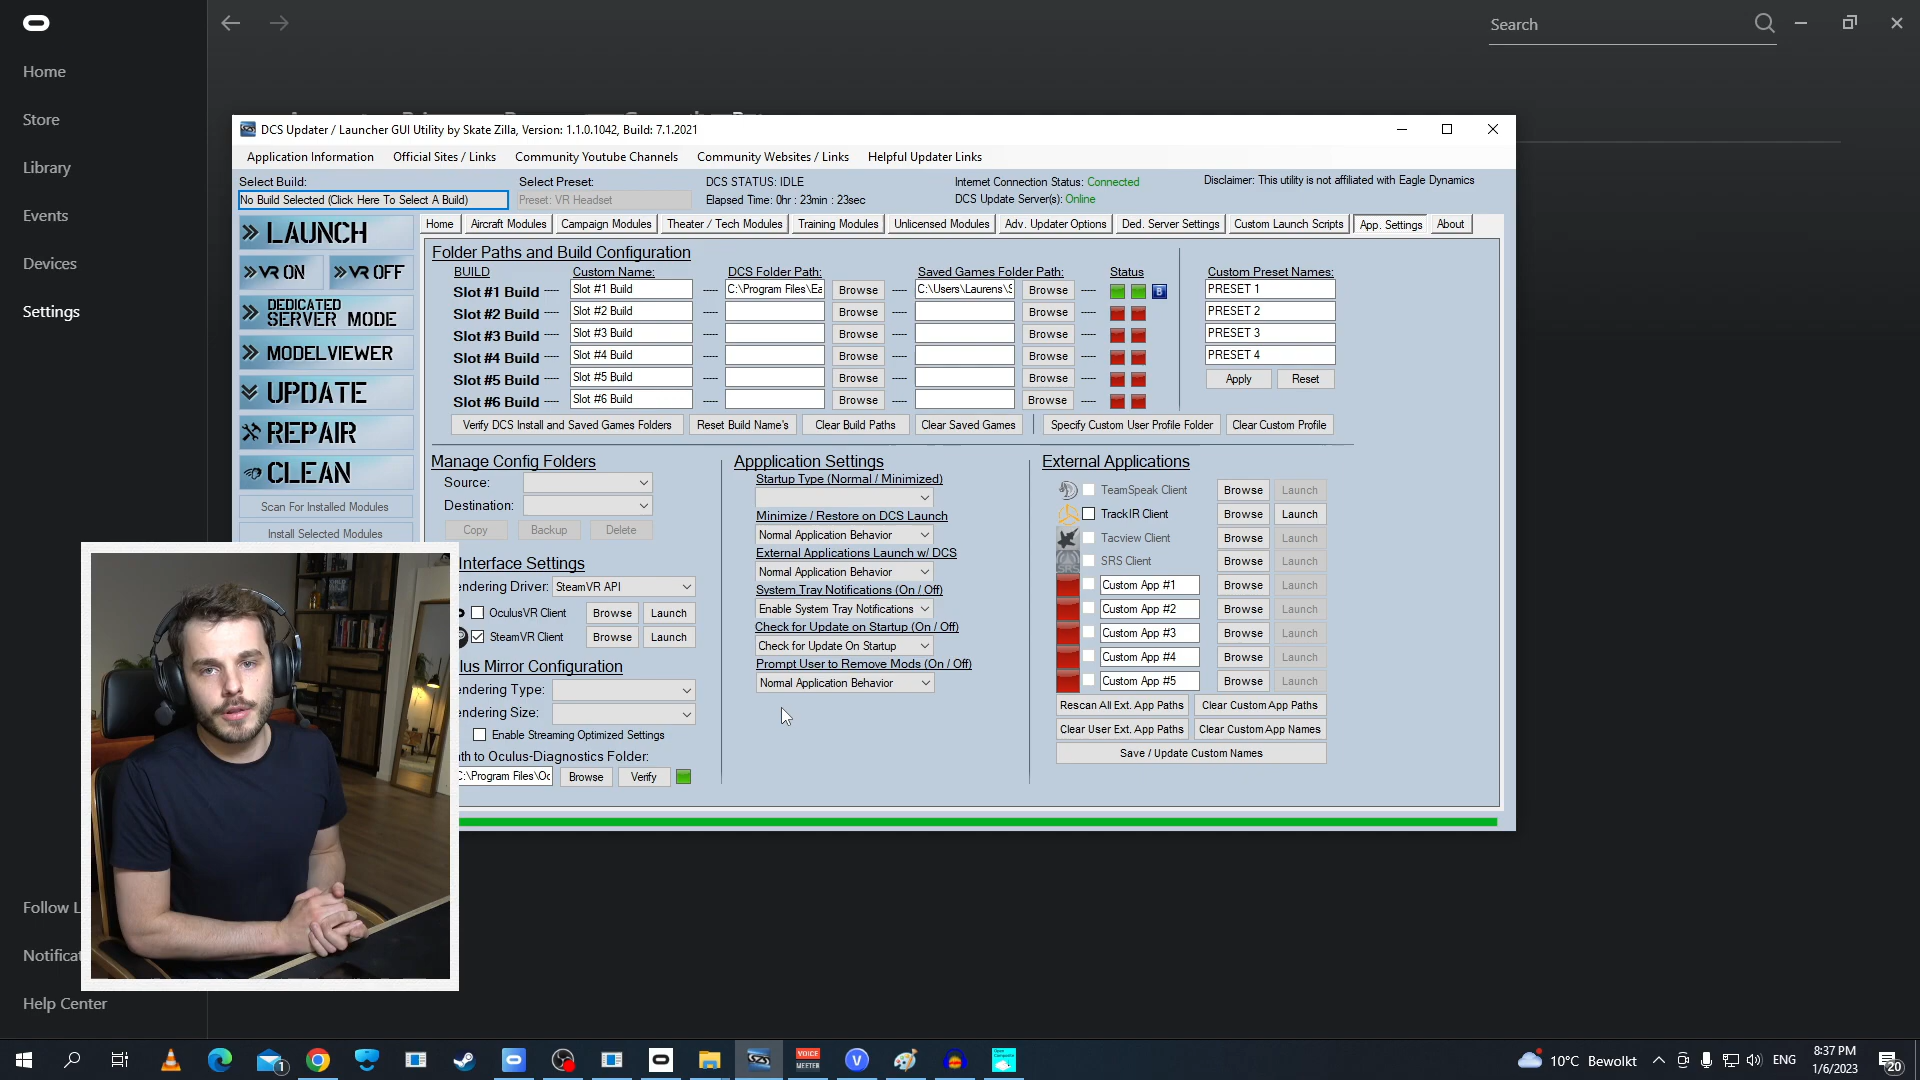 Search
Home
Store
Library
Events
Devices
Settings
Follow L
Notificat
Help Center
DCS Updater / Launcher GUI Utility by Skate Zilla, Version: 1.1.0.1042, Build: 7.1.2021
Application Information Official Sites / Links Community Youtube Channels Community Websites / Links Helpful Updater Links
Select Build: Select Preset: DCS STATUS: IDLE Internet Connection Status: Connected Disclaimer: This utility is not affiliated with Eagle Dynamics
No Build Selected (Click Here To Select A Build) Preset: VR Headset Elapsed Time: 0hr : 23min : 23sec DCS Update Server(s): Online
Home Aircraft Modules Campaign Modules Theater / Tech Modules Training Modules Unlicensed Modules Adv. Updater Options Ded. Server Settings Custom Launch Scripts App. Settings About
LAUNCH
VR ON VR OFF
DEDICATED
SERVER MODE
MODELVIEWER
UPDATE
REPAIR
CLEAN
Scan For Installed Modules
Install Selected Modules
Folder Paths and Build Configuration
BUILD Custom Name: DCS Folder Path: Saved Games Folder Path: Status Custom Preset Names:
Slot #1 Build ---- Slot #1 Build ---- C:\Program Files\Ea Browse ---- C:\Users\Laurens\S Browse ---- B PRESET 1
Slot #2 Build ---- Slot #2 Build ---- Browse ---- Browse ---- PRESET 2
Slot #3 Build ---- Slot #3 Build ---- Browse ---- Browse ---- PRESET 3
Slot #4 Build ---- Slot #4 Build ---- Browse ---- Browse ---- PRESET 4
Slot #5 Build ---- Slot #5 Build ---- Browse ---- Browse ---- Apply Reset
Slot #6 Build ---- Slot #6 Build ---- Browse ---- Browse ----
Verify DCS Install and Saved Games Folders Reset Build Name's Clear Build Paths Clear Saved Games Specify Custom User Profile Folder Clear Custom Profile
Manage Config Folders
Source:
Destination:
Copy Backup Delete
Interface Settings
endering Driver: SteamVR API
OculusVR Client Browse Launch
SteamVR Client Browse Launch
lus Mirror Configuration
endering Type:
endering Size:
Enable Streaming Optimized Settings
ath to Oculus-Diagnostics Folder:
C:\Program Files\Oc Browse Verify
Appplication Settings
Startup Type (Normal / Minimized)
Minimize / Restore on DCS Launch
Normal Application Behavior
External Applications Launch w/ DCS
Normal Application Behavior
System Tray Notifications (On / Off)
Enable System Tray Notifications
Check for Update on Startup (On / Off)
Check for Update On Startup
Prompt User to Remove Mods (On / Off)
Normal Application Behavior
External Applications
TeamSpeak Client Browse Launch
TrackIR Client Browse Launch
Tacview Client Browse Launch
SRS Client Browse Launch
Custom App #1 Browse Launch
Custom App #2 Browse Launch
Custom App #3 Browse Launch
Custom App #4 Browse Launch
Custom App #5 Browse Launch
Rescan All Ext. App Paths Clear Custom App Paths
Clear User Ext. App Paths Clear Custom App Names
Save / Update Custom Names
1 VOICE MEETER V 10°C Bewolkt ENG 8:37 PM
1/6/2023 20